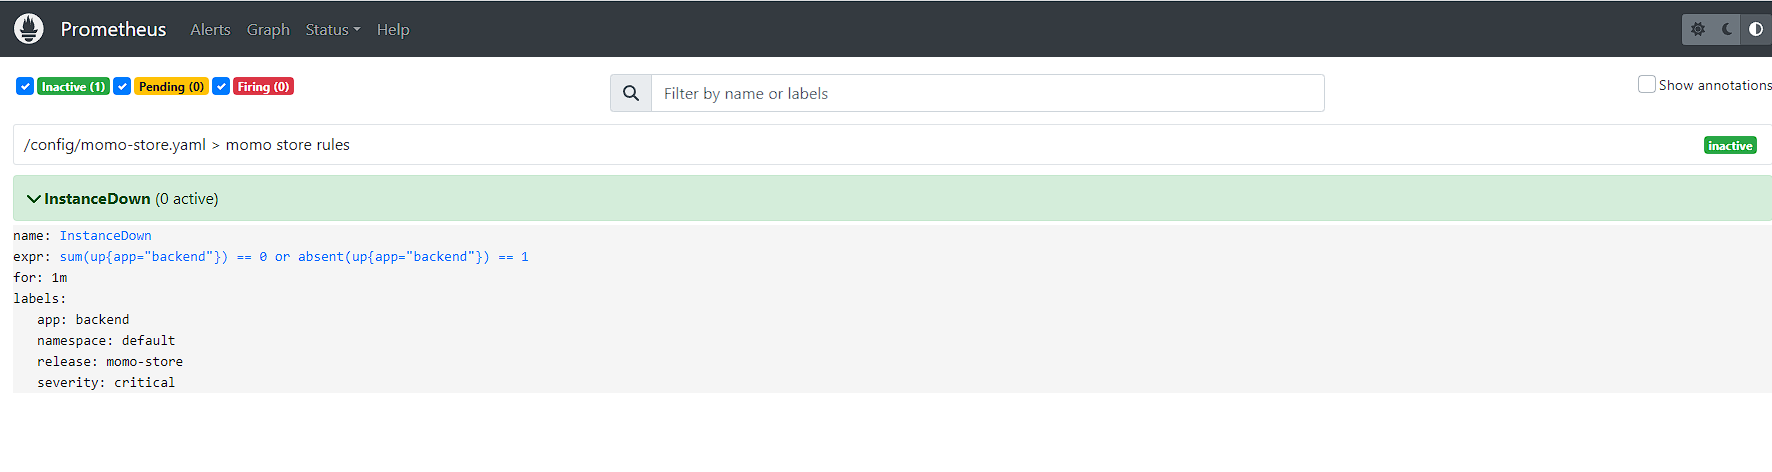 Prometheus Alerts Graph Status Help
Inactive (1) Pending (0) Firing (0) Filter by name or labels Show annotations
/config/momo-store.yaml > momo store rules inactive
InstanceDown (0 active)
name: InstanceDown
expr: sum(up{app="backend"}) == 0 or absent(up{app="backend"}) == 1
for: 1m
labels:
app: backend
namespace: default
release: momo-store
severity: critical